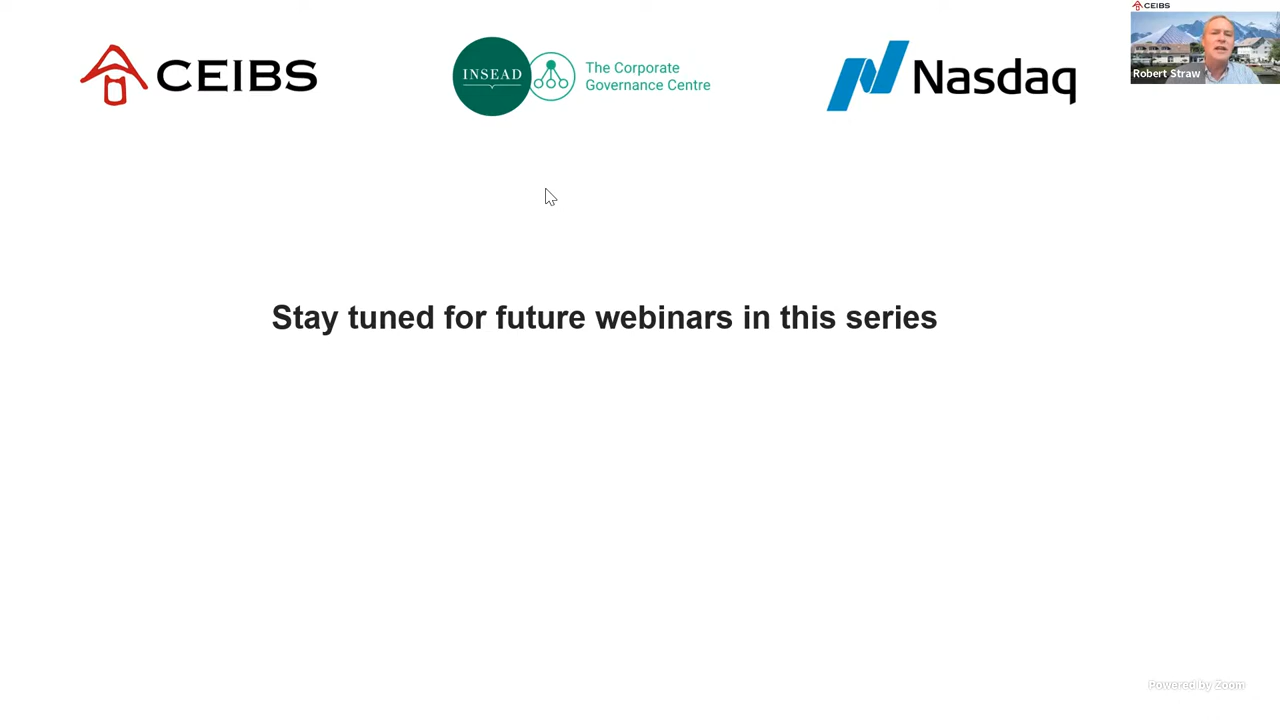 CEIBS
INSEAD
The Corporate
Governance Centre
Nasdaq
CEIBS
Robert Straw
Stay tuned for future webinars in this series
Powered by Zoom